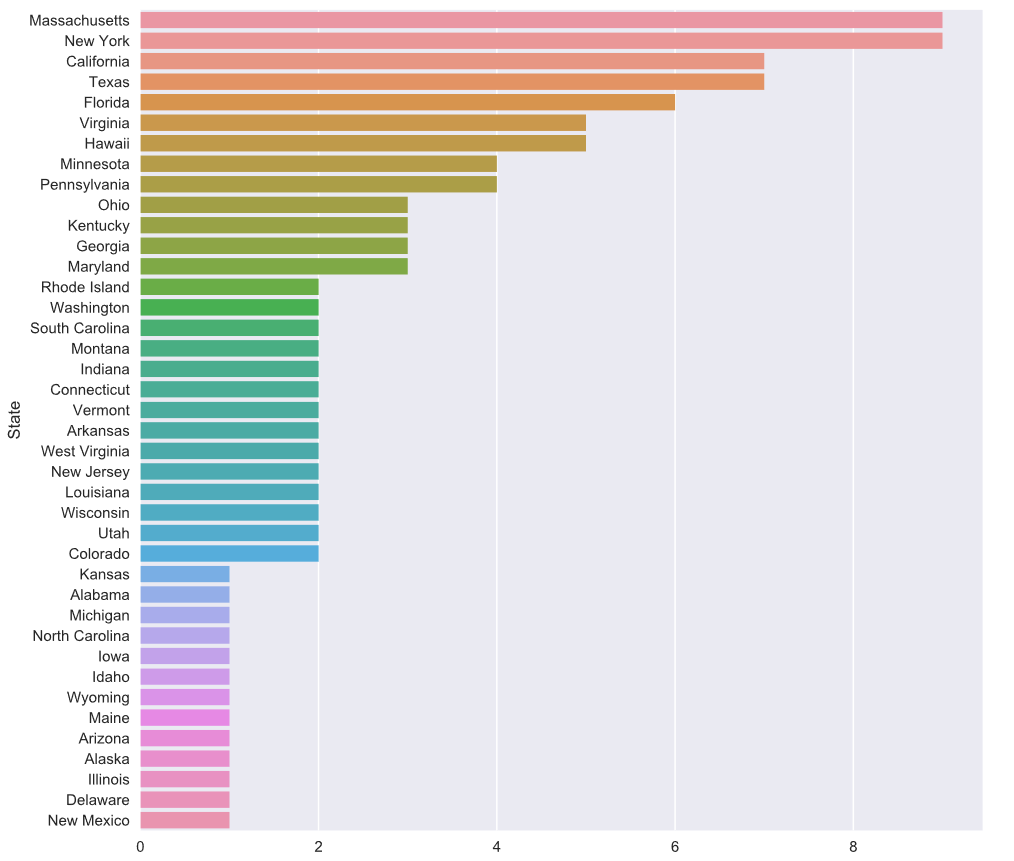 Massachusetts
New York
California
Texas
Florida
Virginia
Hawaii
Minnesota
Pennsylvania
Ohio
Kentucky
Georgia
Maryland
Rhode Island
Washington
South Carolina
Montana
Indiana
Connecticut
Vermont
Arkansas
West Virginia
New Jersey
Louisiana
Wisconsin
Utah
Colorado
Kansas
Alabama
Michigan
North Carolina
Iowa
Idaho
Wyoming
Maine
Arizona
Alaska
Illinois
Delaware
New Mexico
State
0 2 4 6 8